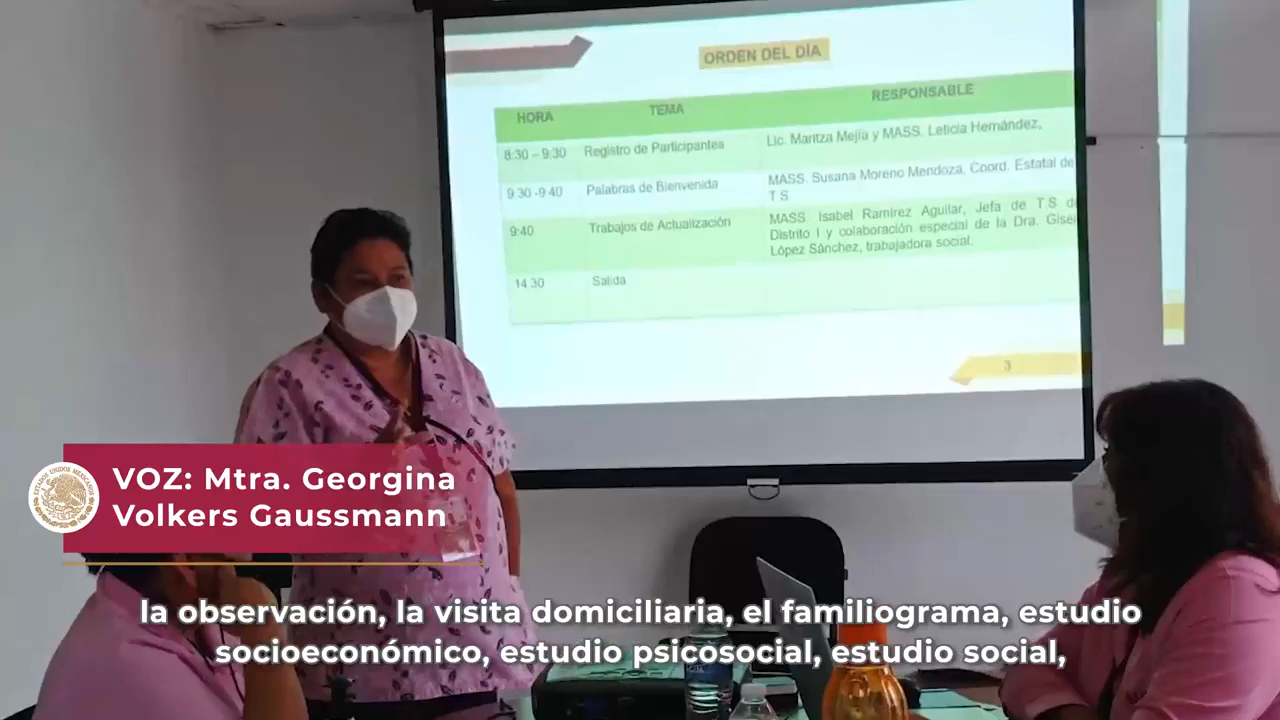 ORDEN DEL DÍA
HORA TEMA RESPONSABLE
8:30 – 9:30 Registro de Participantes Lic. Maritza Mejía y MASS. Leticia Hernández,
9:30 -9:40 Palabras de Bienvenida MASS. Susana Moreno Mendoza, Coord. Estatal de
T.S
9:40 Trabajos de Actualización MASS. Isabel Ramírez Aguilar, Jefa de T.S
Distrito I y colaboración especial de la Dra.
López Sánchez, trabajadora social.
14:30 Salida
3
ESTADOS UNIDOS MEXICANOS
VOZ: Mtra. Georgina
Volkers Gaussmann
la observación, la visita domiciliaria, el familiograma, estudio
socioeconómico, estudio psicosocial, estudio social,